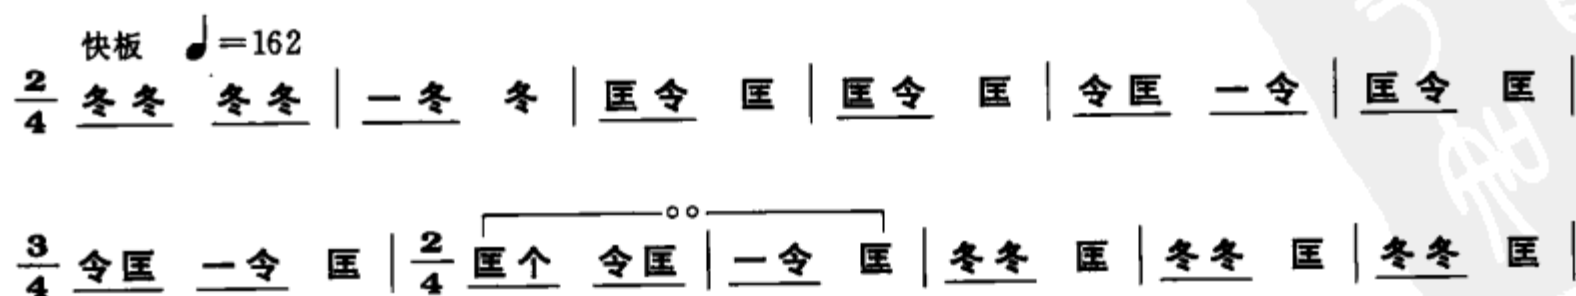 快板 ♩=162
2/4 冬冬 冬冬 | 一冬 冬 | 匡令 匡 | 匡令 匡 | 令匡 一令 | 匡令 匡 |
3/4 令匡 一令 匡 | 2/4 匡个 令匡 | 一令 匡 | 冬冬 匡 | 冬冬 匡 | 冬冬 匡 |